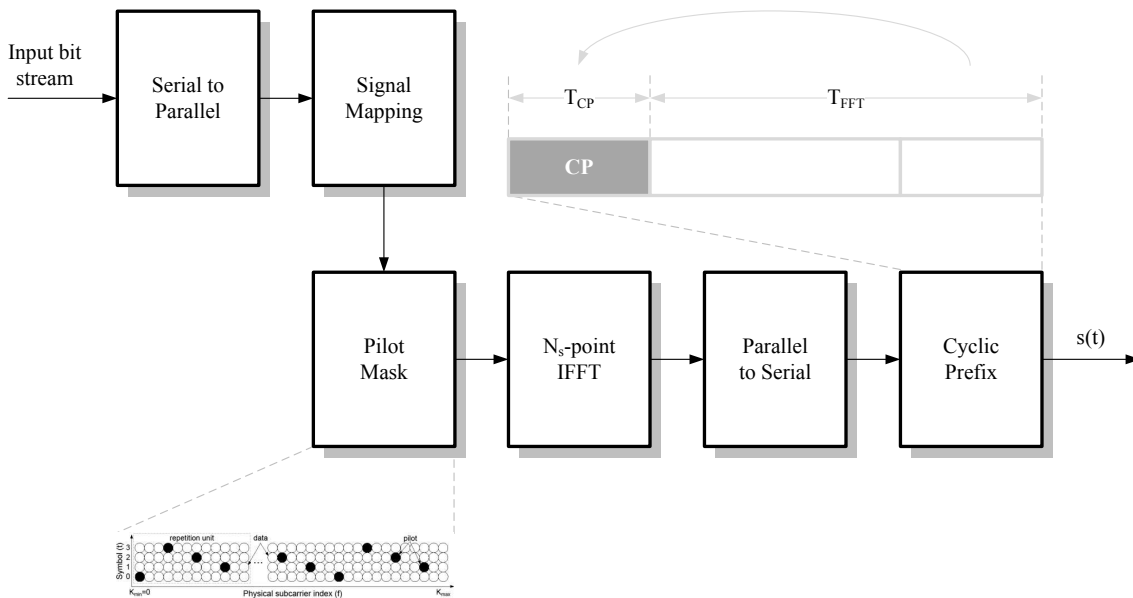 Input bit
stream
Serial to
Parallel
Signal
Mapping
T_CP
T_FFT
CP
Pilot
Mask
N_s-point
IFFT
Parallel
to Serial
Cyclic
Prefix
s(t)
repetition unit
data
pilot
Symbol (t)
3
2
1
0
...
K_min=0
Physical subcarrier index (f)
K_max